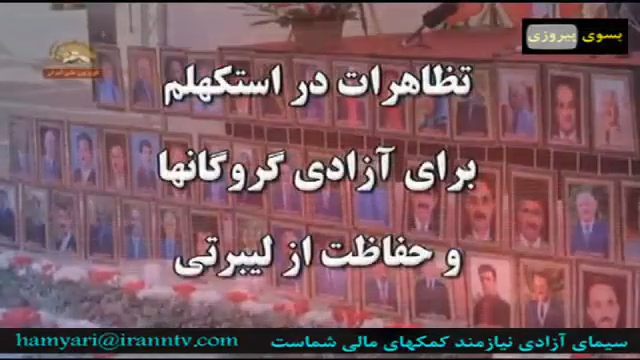 بسوی پیروزی
تظاهرات در استکهلم
برای آزادی گروگانها
و حفاظت از لیبرتی
سیمای آزادی نیازمند کمکهای مالی شماست
hamyari@iranntv.com